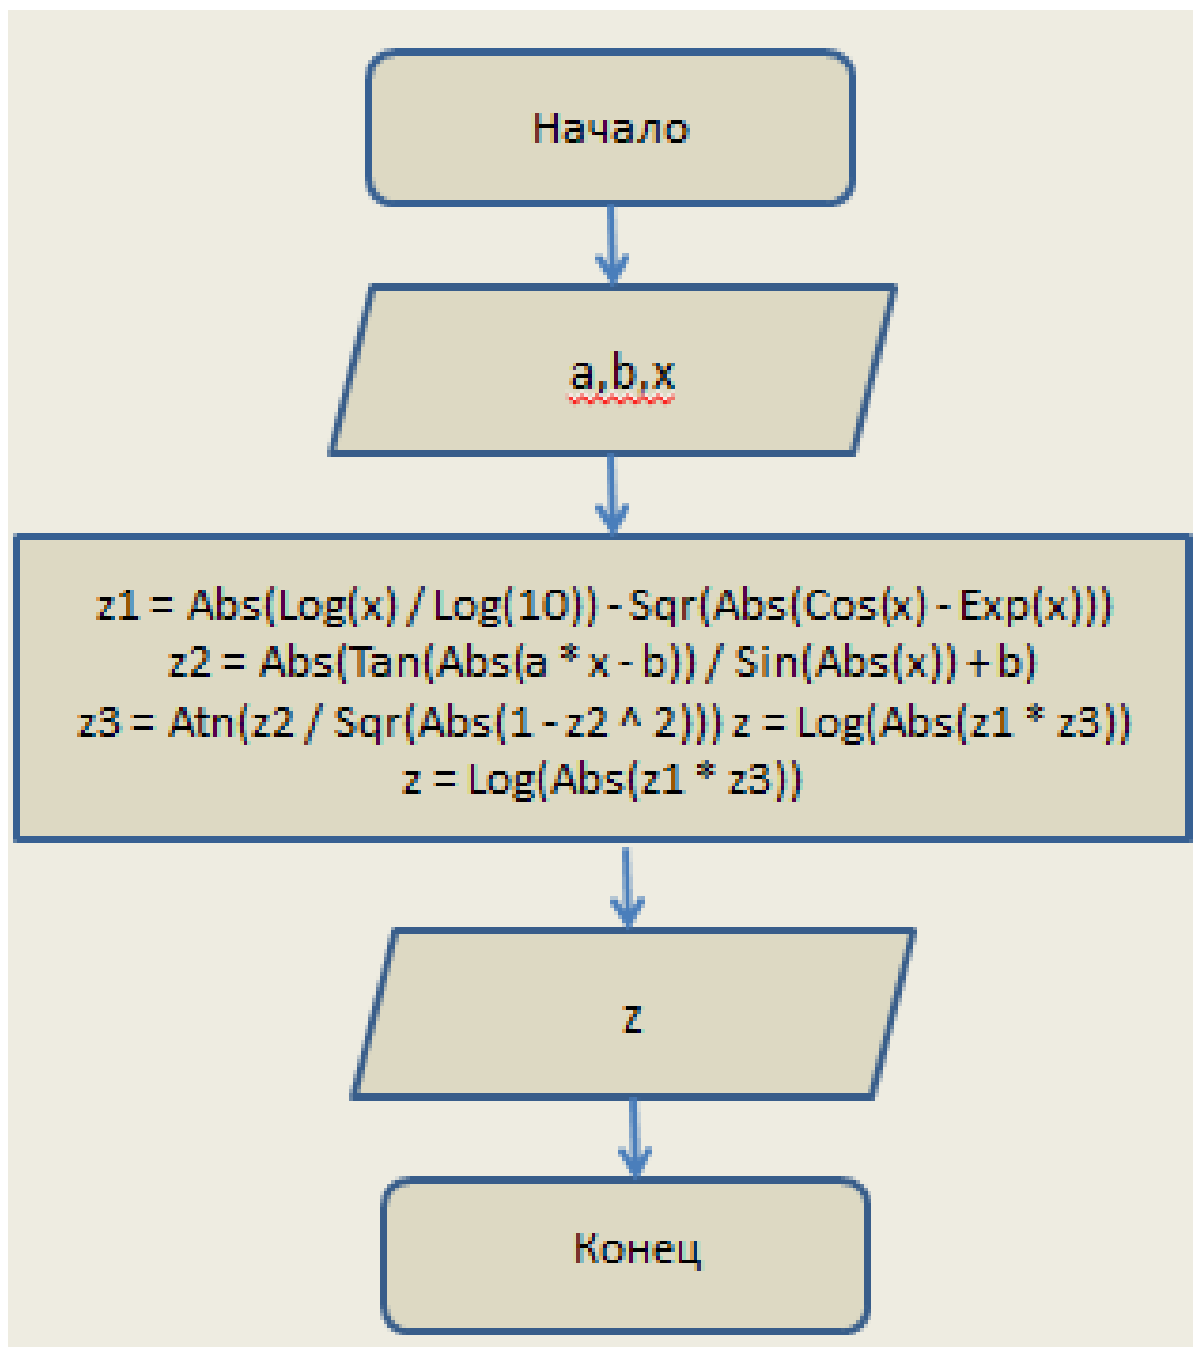 Начало
a,b,x
z1 = Abs(Log(x) / Log(10)) - Sqr(Abs(Cos(x) - Exp(x)))
z2 = Abs(Tan(Abs(a * x - b)) / Sin(Abs(x)) + b)
z3 = Atn(z2 / Sqr(Abs(1 - z2 ^ 2))) z = Log(Abs(z1 * z3))
z = Log(Abs(z1 * z3))
z
Конец